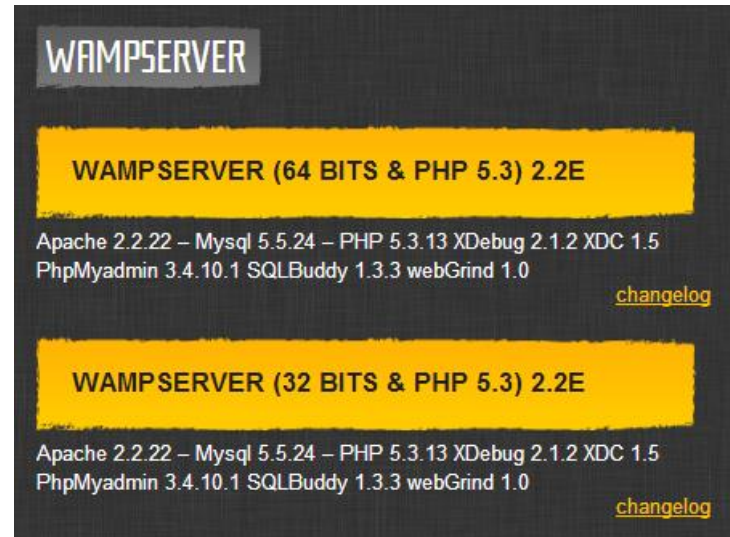 WAMPSERVER
WAMPSERVER (64 BITS & PHP 5.3) 2.2E
Apache 2.2.22 – Mysql 5.5.24 – PHP 5.3.13 XDebug 2.1.2 XDC 1.5
PhpMyadmin 3.4.10.1 SQLBuddy 1.3.3 webGrind 1.0
changelog
WAMPSERVER (32 BITS & PHP 5.3) 2.2E
Apache 2.2.22 – Mysql 5.5.24 – PHP 5.3.13 XDebug 2.1.2 XDC 1.5
PhpMyadmin 3.4.10.1 SQLBuddy 1.3.3 webGrind 1.0
changelog